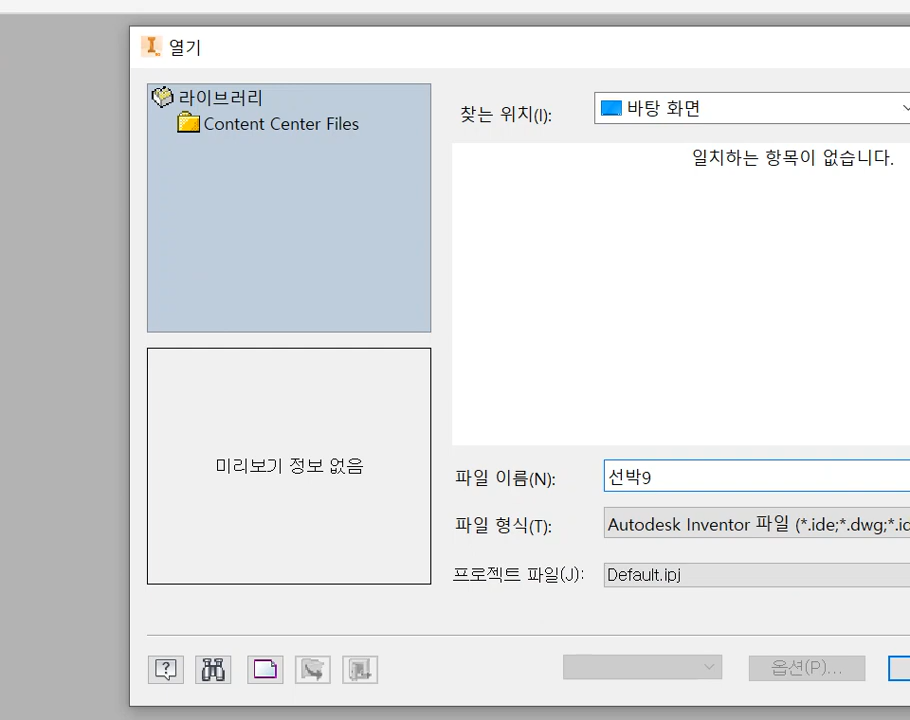 열기
라이브러리
Content Center Files
찾는 위치(I):
바탕 화면
일치하는 항목이 없습니다.
미리보기 정보 없음
파일 이름(N):
선박9
파일 형식(T):
Autodesk Inventor 파일 (*.ide;*.dwg;*.id
프로젝트 파일(J):
Default.ipj
옵션(P)...